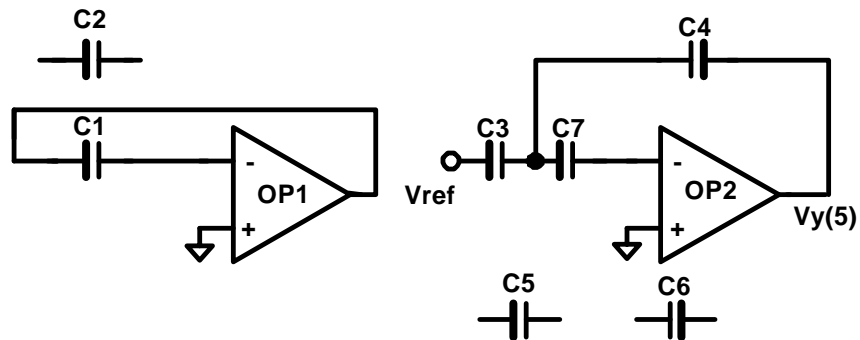 C2
C4
C1
C3
C7
-
OP1
+
Vref
-
OP2
+
Vy(5)
C5
C6